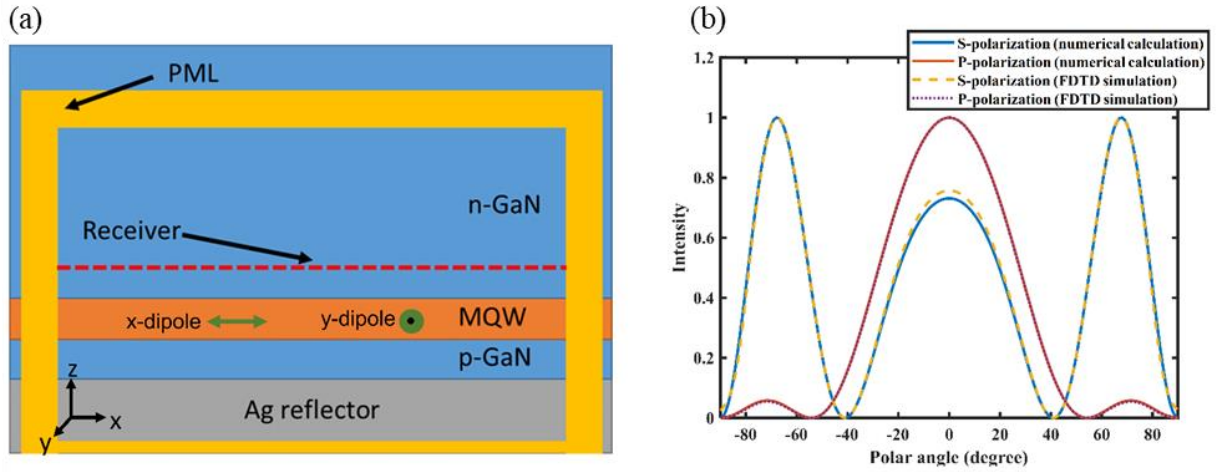 (a)
PML
n-GaN
Receiver
x-dipole
y-dipole
MQW
p-GaN
Ag reflector
z
x
y
(b)
S-polarization (numerical calculation)
P-polarization (numerical calculation)
S-polarization (FDTD simulation)
P-polarization (FDTD simulation)
1.2
1
0.8
0.6
0.4
0.2
0
Intensity
-80 -60 -40 -20 0 20 40 60 80
Polar angle (degree)